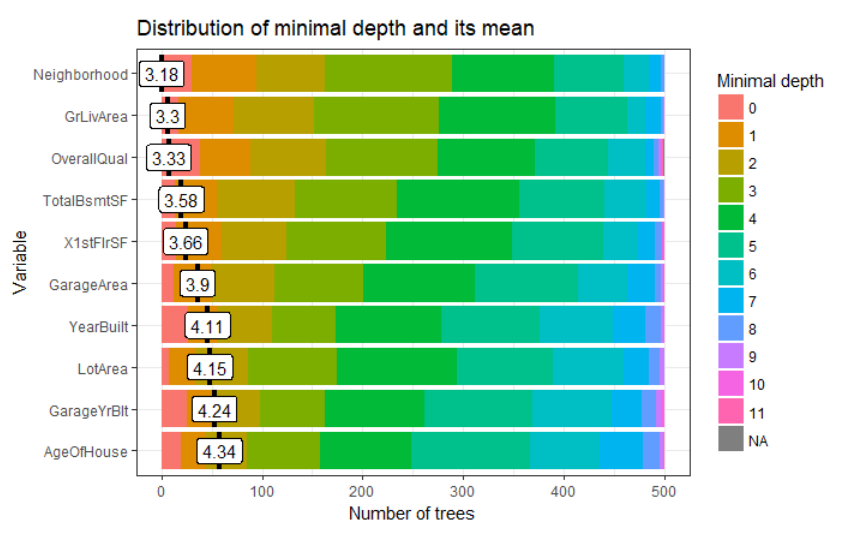 Distribution of minimal depth and its mean
Variable
Neighborhood 3.18
GrLivArea 3.3
OverallQual 3.33
TotalBsmtSF 3.58
X1stFlrSF 3.66
GarageArea 3.9
YearBuilt 4.11
LotArea 4.15
GarageYrBlt 4.24
AgeOfHouse 4.34
0 100 200 300 400 500
Number of trees
Minimal depth
0
1
2
3
4
5
6
7
8
9
10
11
NA